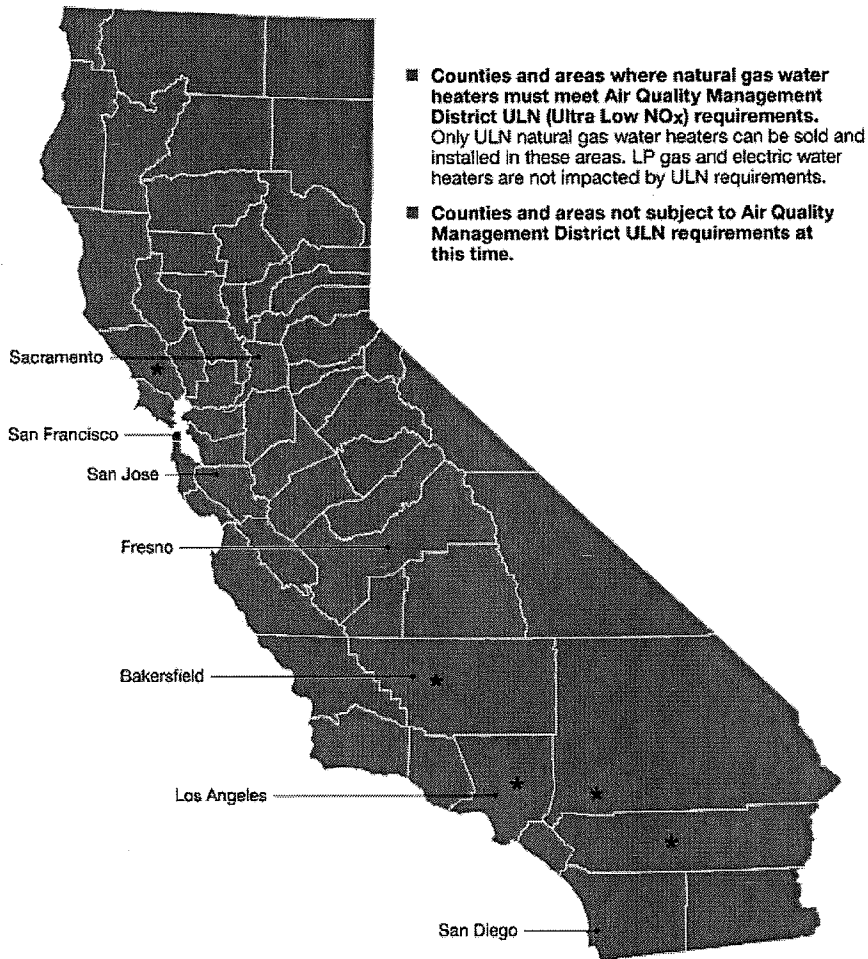 ■ Counties and areas where natural gas water
heaters must meet Air Quality Management
District ULN (Ultra Low NOx) requirements.
Only ULN natural gas water heaters can be sold and
installed in these areas. LP gas and electric water
heaters are not impacted by ULN requirements.
■ Counties and areas not subject to Air Quality
Management District ULN requirements at
this time.
Sacramento
*
San Francisco
San Jose
Fresno
Bakersfield
*
Los Angeles
*
*
*
San Diego